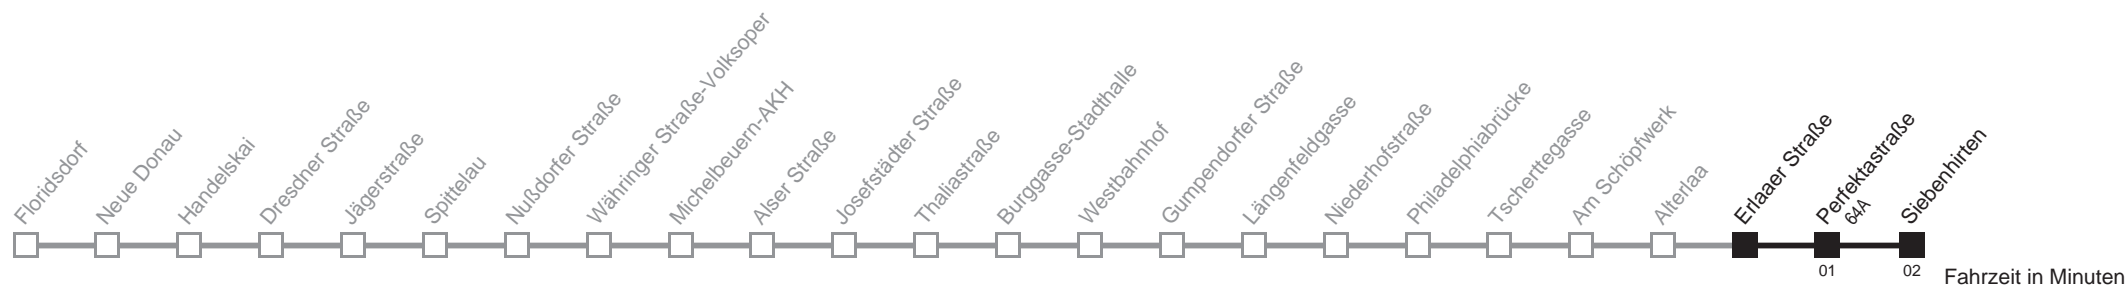 Floridsdorf
Neue Donau
Handelskai
Dresdner Straße
Jägerstraße
Spittelau
Nußdorfer Straße
Währinger Straße-Volksoper
Michelbeuern-AKH
Alser Straße
Josefstädter Straße
Thaliastraße
Burggasse-Stadthalle
Westbahnhof
Gumpendorfer Straße
Längenfeldgasse
Niederhofstraße
Philadelphiabrücke
Tscherttegasse
Am Schöpfwerk
Alterlaa
Erlaaer Straße
Perfektastraße
64A
Siebenhirten
01
02
Fahrzeit in Minuten